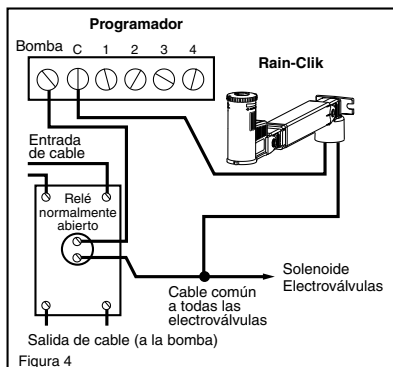 Programador
Bomba C 1 2 3 4
Rain-Clik
Entrada
de cable
Relé
normalmente
abierto
Solenoide
Electroválvulas
Cable común
a todas las
electroválvulas
Salida de cable (a la bomba)
Figura 4